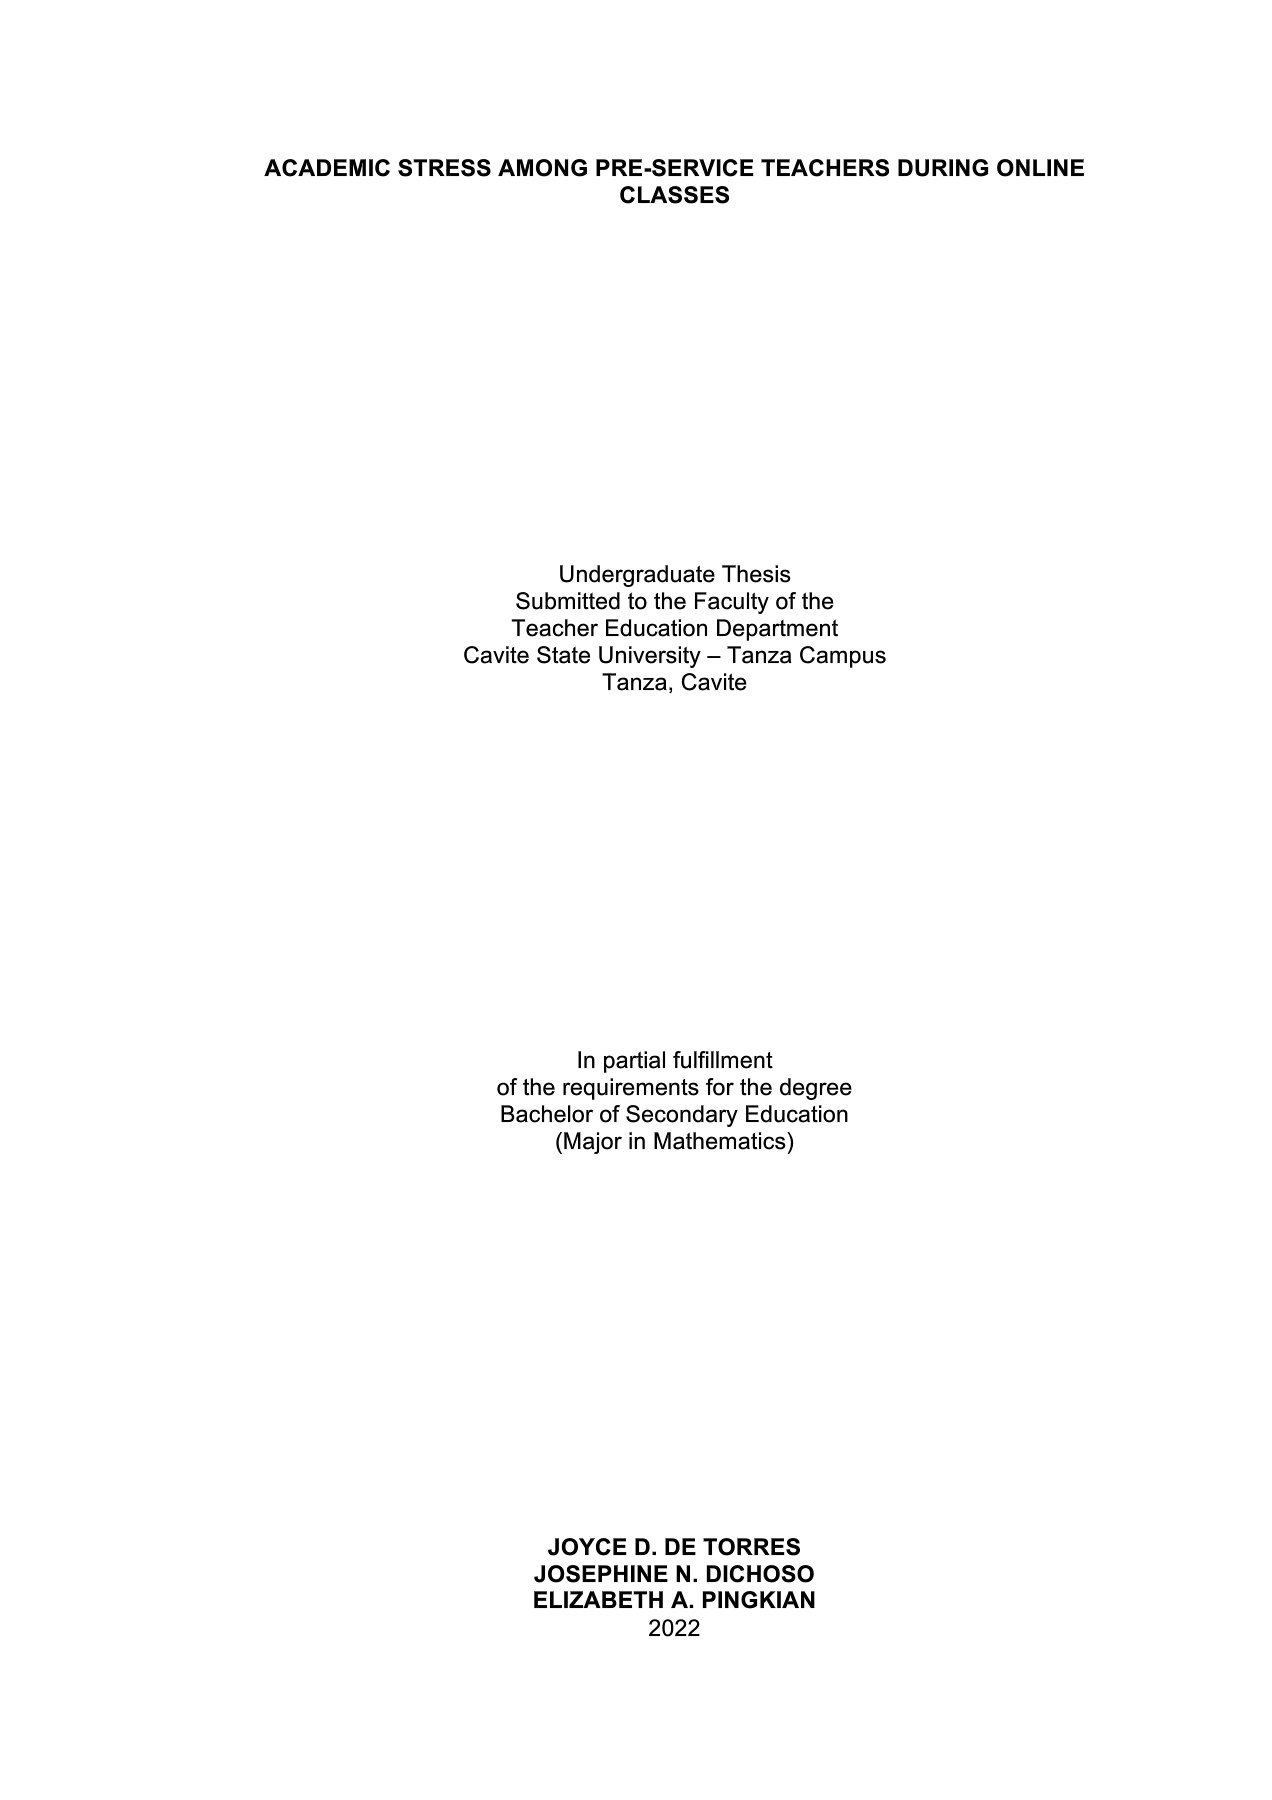 ACADEMIC STRESS AMONG PRE-SERVICE TEACHERS DURING ONLINE
CLASSES
Undergraduate Thesis
Submitted to the Faculty of the
Teacher Education Department
Cavite State University – Tanza Campus
Tanza, Cavite
In partial fulfillment
of the requirements for the degree
Bachelor of Secondary Education
(Major in Mathematics)
JOYCE D. DE TORRES
JOSEPHINE N. DICHOSO
ELIZABETH A. PINGKIAN
2022